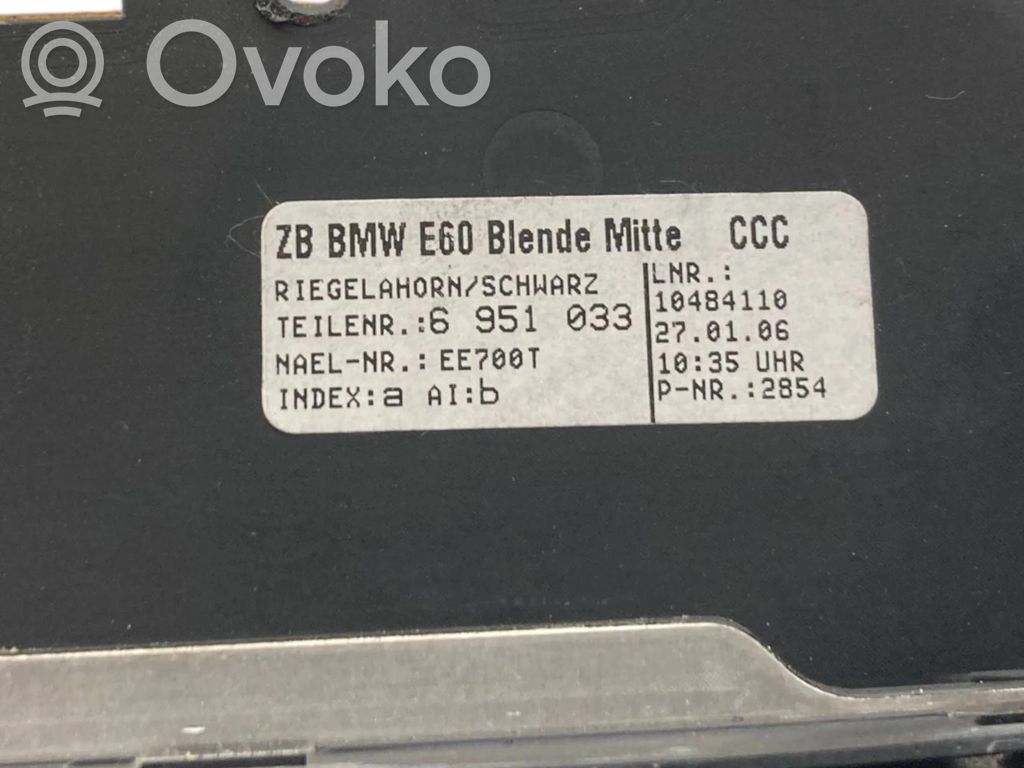 Ovoko
ZB BMW E60 Blende Mitte CCC
RIEGELAHORN/SCHWARZ
TEILENR.:6 951 033
NAEL-NR.:EE700T
INDEX:a AI:b
LNR.:
10484110
27.01.06
10:35 UHR
P-NR.:2854